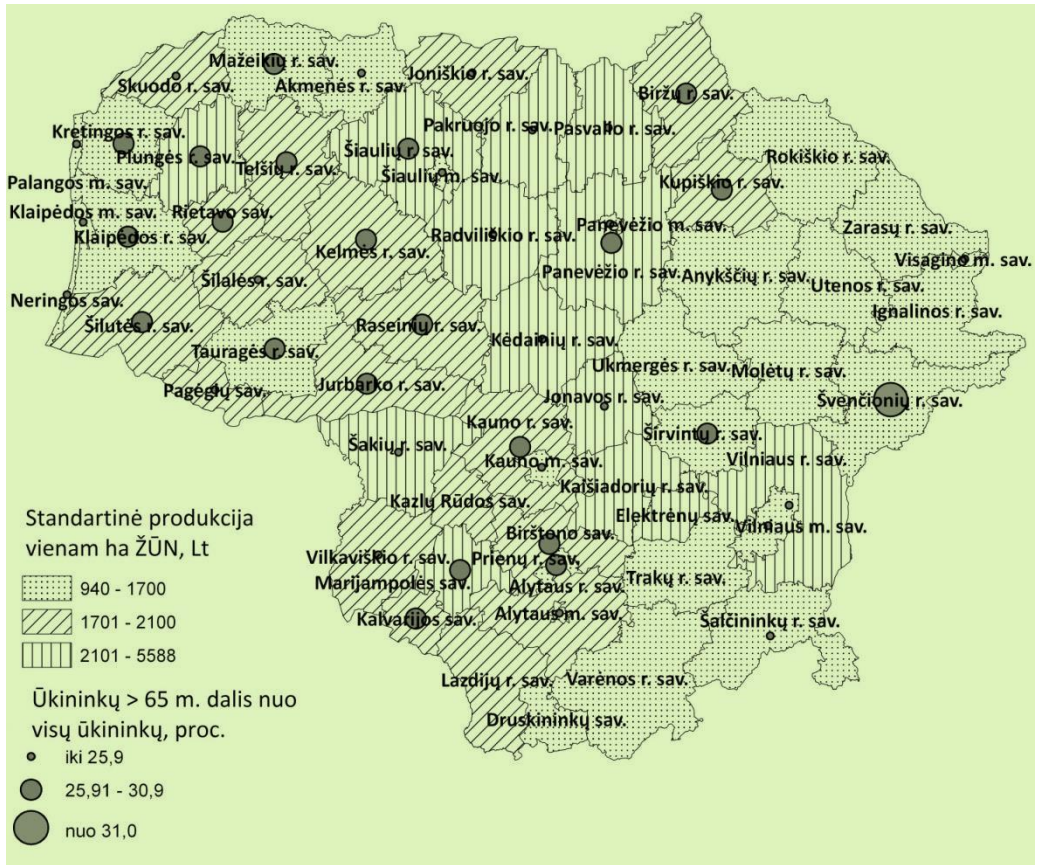 Mažeikių r. sav.
Skuodo r. sav.
Akmenės r. sav.
Joniškio r. sav.
Biržų r. sav.
Kretingos r. sav.
Plungės r. sav.
Telšių r. sav.
Šiaulių r. sav.
Šiaulių m. sav.
Pakruojo r. sav.
Pasvalio r. sav.
Rokiškio r. sav.
Kupiškio r. sav.
Palangos m. sav.
Klaipėdos m. sav.
Rietavo sav.
Klaipėdos r. sav.
Kelmės r. sav.
Radviliškio r. sav.
Panevėžio m. sav.
Panevėžio r. sav.
Zarasų r. sav.
Visagino m. sav.
Anykščių r. sav.
Utenos r. sav.
Ignalinos r. sav.
Neringos sav.
Šilalės r. sav.
Šilutės r. sav.
Raseinių r. sav.
Tauragės r. sav.
Kėdainių r. sav.
Ukmergės r. sav.
Molėtų r. sav.
Pagėgių sav.
Jurbarko r. sav.
Jonavos r. sav.
Švenčionių r. sav.
Kauno r. sav.
Širvintų r. sav.
Šakių r. sav.
Kauno m. sav.
Vilniaus r. sav.
Kaišiadorių r. sav.
Kazlų Rūdos sav.
Elektrėnų sav.
Vilniaus m. sav.
Birštono sav.
Vilkaviškio r. sav.
Prienų r. sav.
Marijampolės sav.
Alytaus r. sav.
Trakų r. sav.
Kalvarijos sav.
Alytaus m. sav.
Šalčininkų r. sav.
Lazdijų r. sav.
Varėnos r. sav.
Druskininkų sav.
Standartinė produkcija
vienam ha ŽŪN, Lt
940 - 1700
1701 - 2100
2101 - 5588
Ūkininkų > 65 m. dalis nuo
visų ūkininkų, proc.
iki 25,9
25,91 - 30,9
nuo 31,0